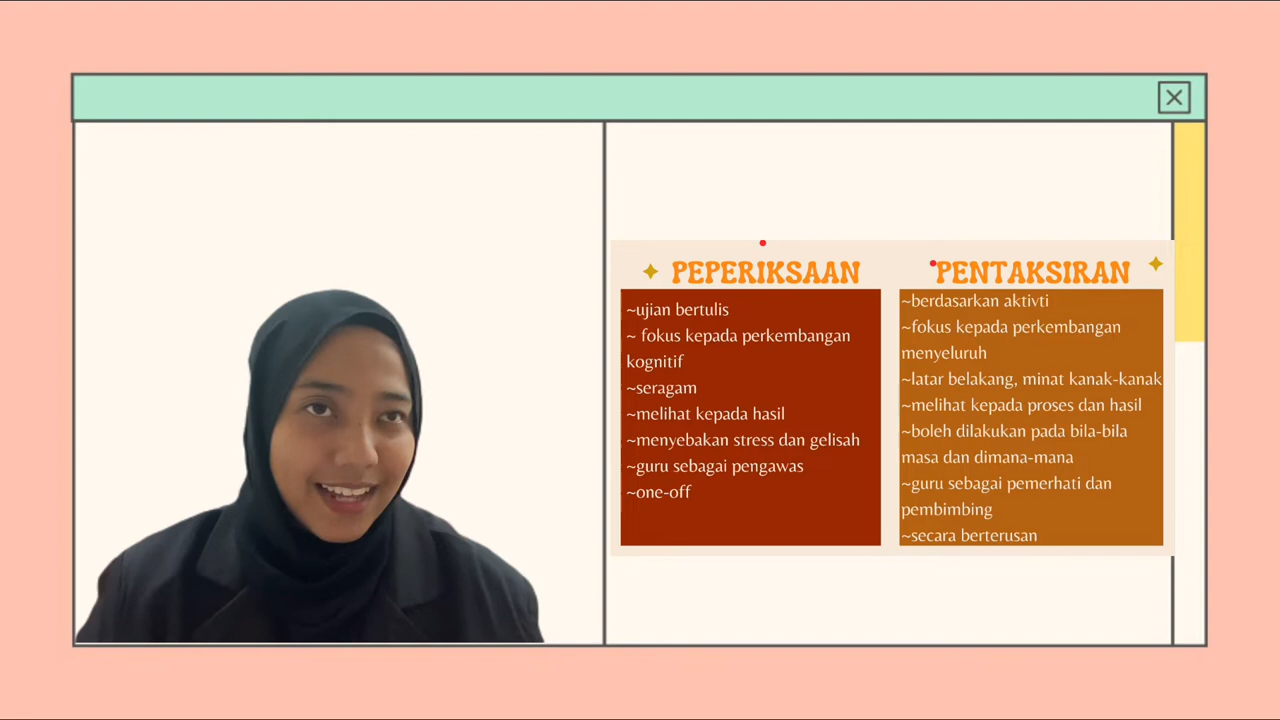 PEPERIKSAAN
~ujian bertulis
~ fokus kepada perkembangan
kognitif
~seragam
~melihat kepada hasil
~menyebakan stress dan gelisah
~guru sebagai pengawas
~one-off
PENTAKSIRAN
~berdasarkan aktivti
~fokus kepada perkembangan
menyeluruh
~latar belakang, minat kanak-kanak
~melihat kepada proses dan hasil
~boleh dilakukan pada bila-bila
masa dan dimana-mana
~guru sebagai pemerhati dan
pembimbing
~secara berterusan